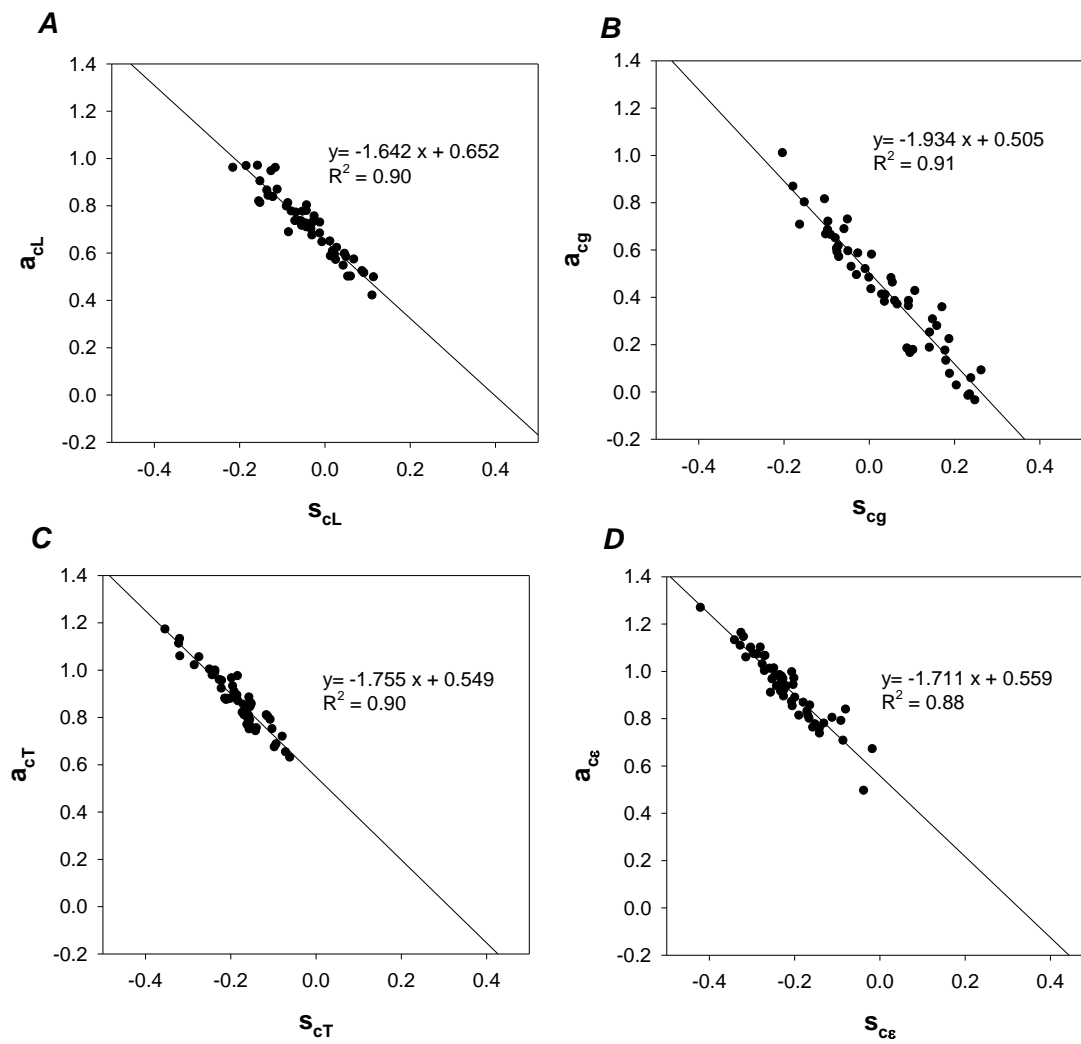 A
1.4
1.2
1.0
0.8
0.6
0.4
0.2
0.0
-0.2
a_cL
y= -1.642 x + 0.652
R² = 0.90
-0.4 -0.2 0.0 0.2 0.4
s_cL
B
1.4
1.2
1.0
0.8
0.6
0.4
0.2
0.0
-0.2
a_cg
y= -1.934 x + 0.505
R² = 0.91
-0.4 -0.2 0.0 0.2 0.4
s_cg
C
1.4
1.2
1.0
0.8
0.6
0.4
0.2
0.0
-0.2
a_cT
y= -1.755 x + 0.549
R² = 0.90
-0.4 -0.2 0.0 0.2 0.4
s_cT
D
1.4
1.2
1.0
0.8
0.6
0.4
0.2
0.0
-0.2
a_cε
y= -1.711 x + 0.559
R² = 0.88
-0.4 -0.2 0.0 0.2 0.4
s_cε